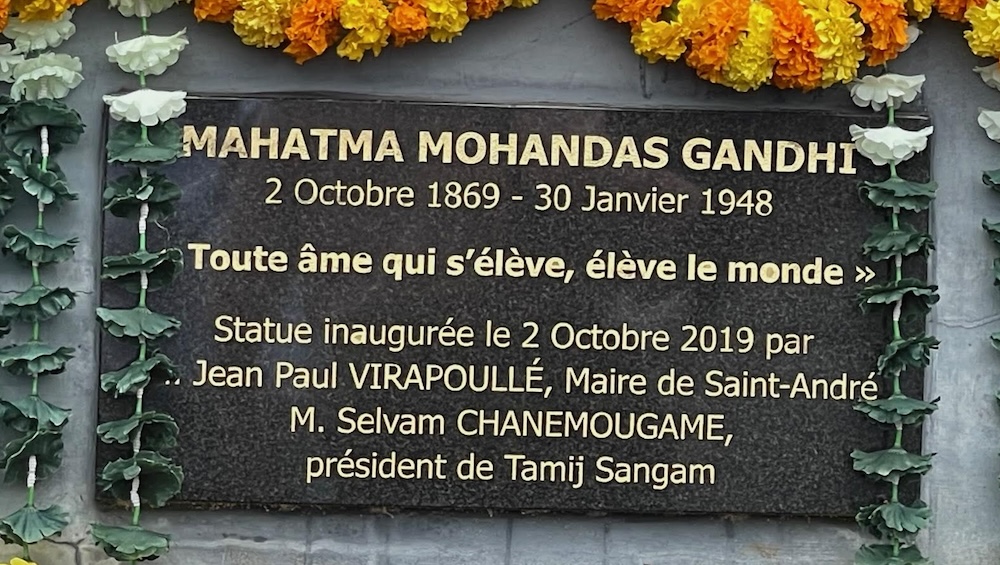 MAHATMA MOHANDAS GANDHI
2 Octobre 1869 - 30 Janvier 1948
Toute âme qui s’élève, élève le monde »
Statue inaugurée le 2 Octobre 2019 par
Jean Paul VIRAPOULLÉ, Maire de Saint-André
M. Selvam CHANEMOUGAME,
président de Tamij Sangam